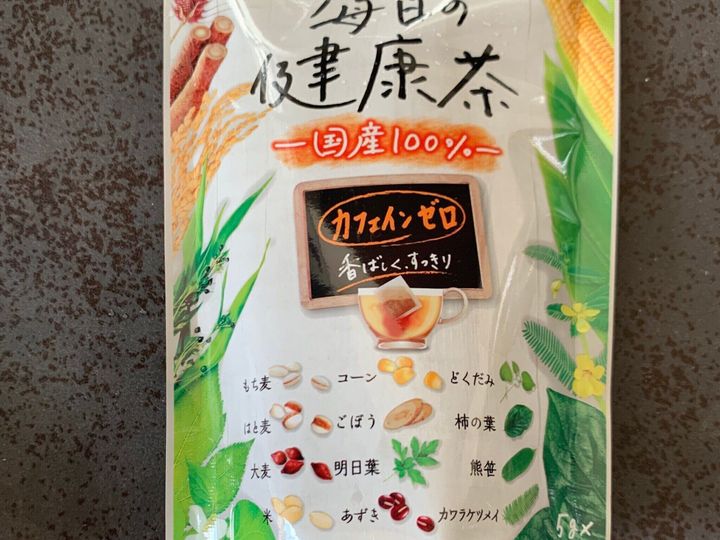 毎日の
健康茶
国産100%
カフェインゼロ
香ばしく、すっきり
もち麦 コーン どくだみ
はと麦 ごぼう 柿の葉
大麦 明日葉 熊笹
米 あずき カワラケツメイ
5g×